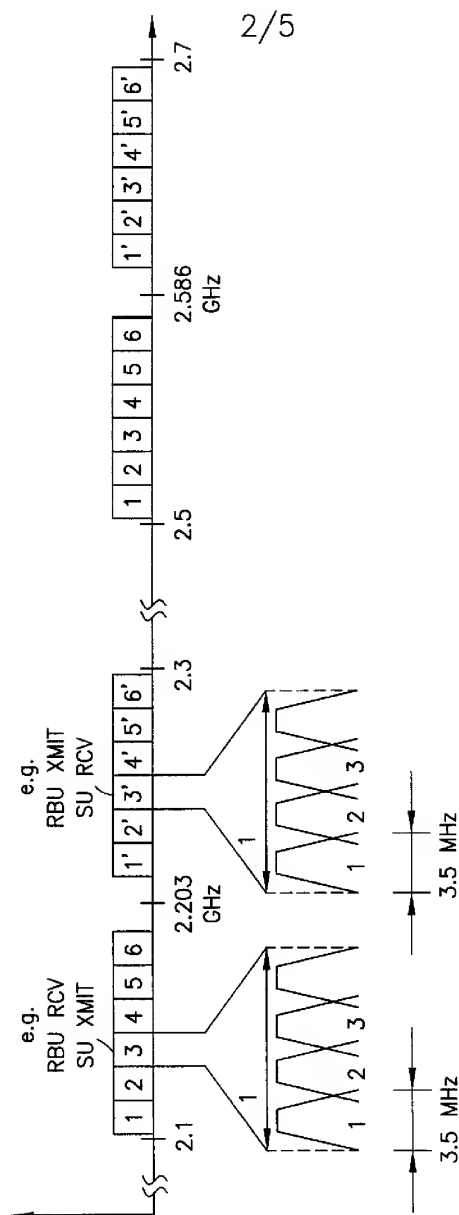 2/5
e.g.
RBU RCV
SU XMIT
e.g.
RBU XMIT
SU RCV
1 2 3 4 5 6
1' 2' 3' 4' 5' 6'
1 2 3 4 5 6
1' 2' 3' 4' 5' 6'
2.1
2.203
GHz
2.3
2.5
2.586
GHz
2.7
1
1
1 2 3
1 2 3
3.5 MHz
3.5 MHz